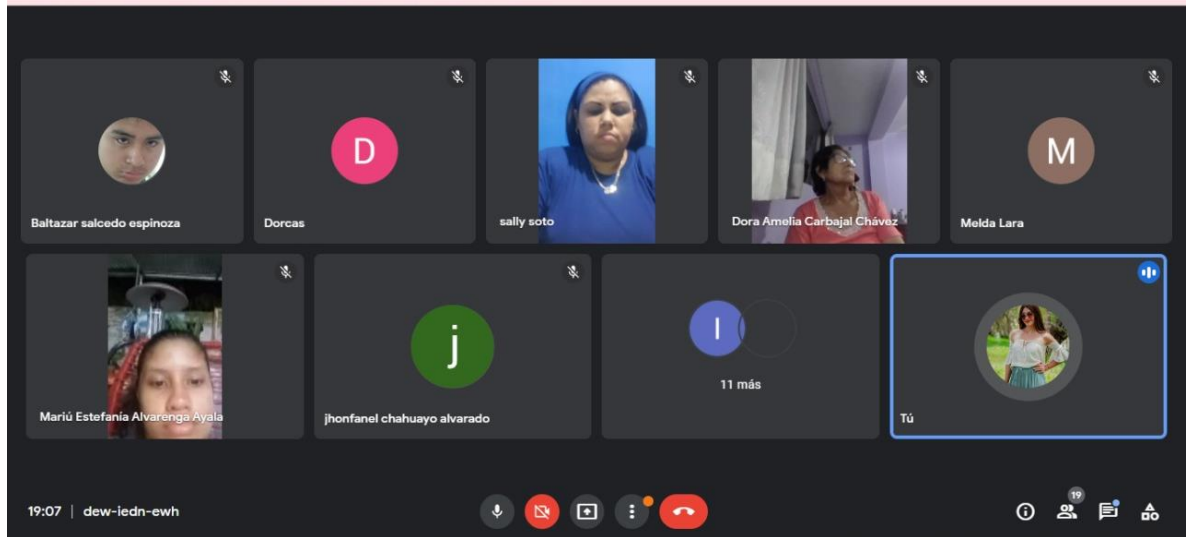 D
M
Baltazar salcedo espinoza
Dorcas
sally soto
Dora Amelia Carbajal Chávez
Melda Lara
j
I
11 más
Mariú Estefanía Alvarenga Ayala
jhonfanel chahuayo alvarado
Tú
19:07 | dew-iedn-ewh
19